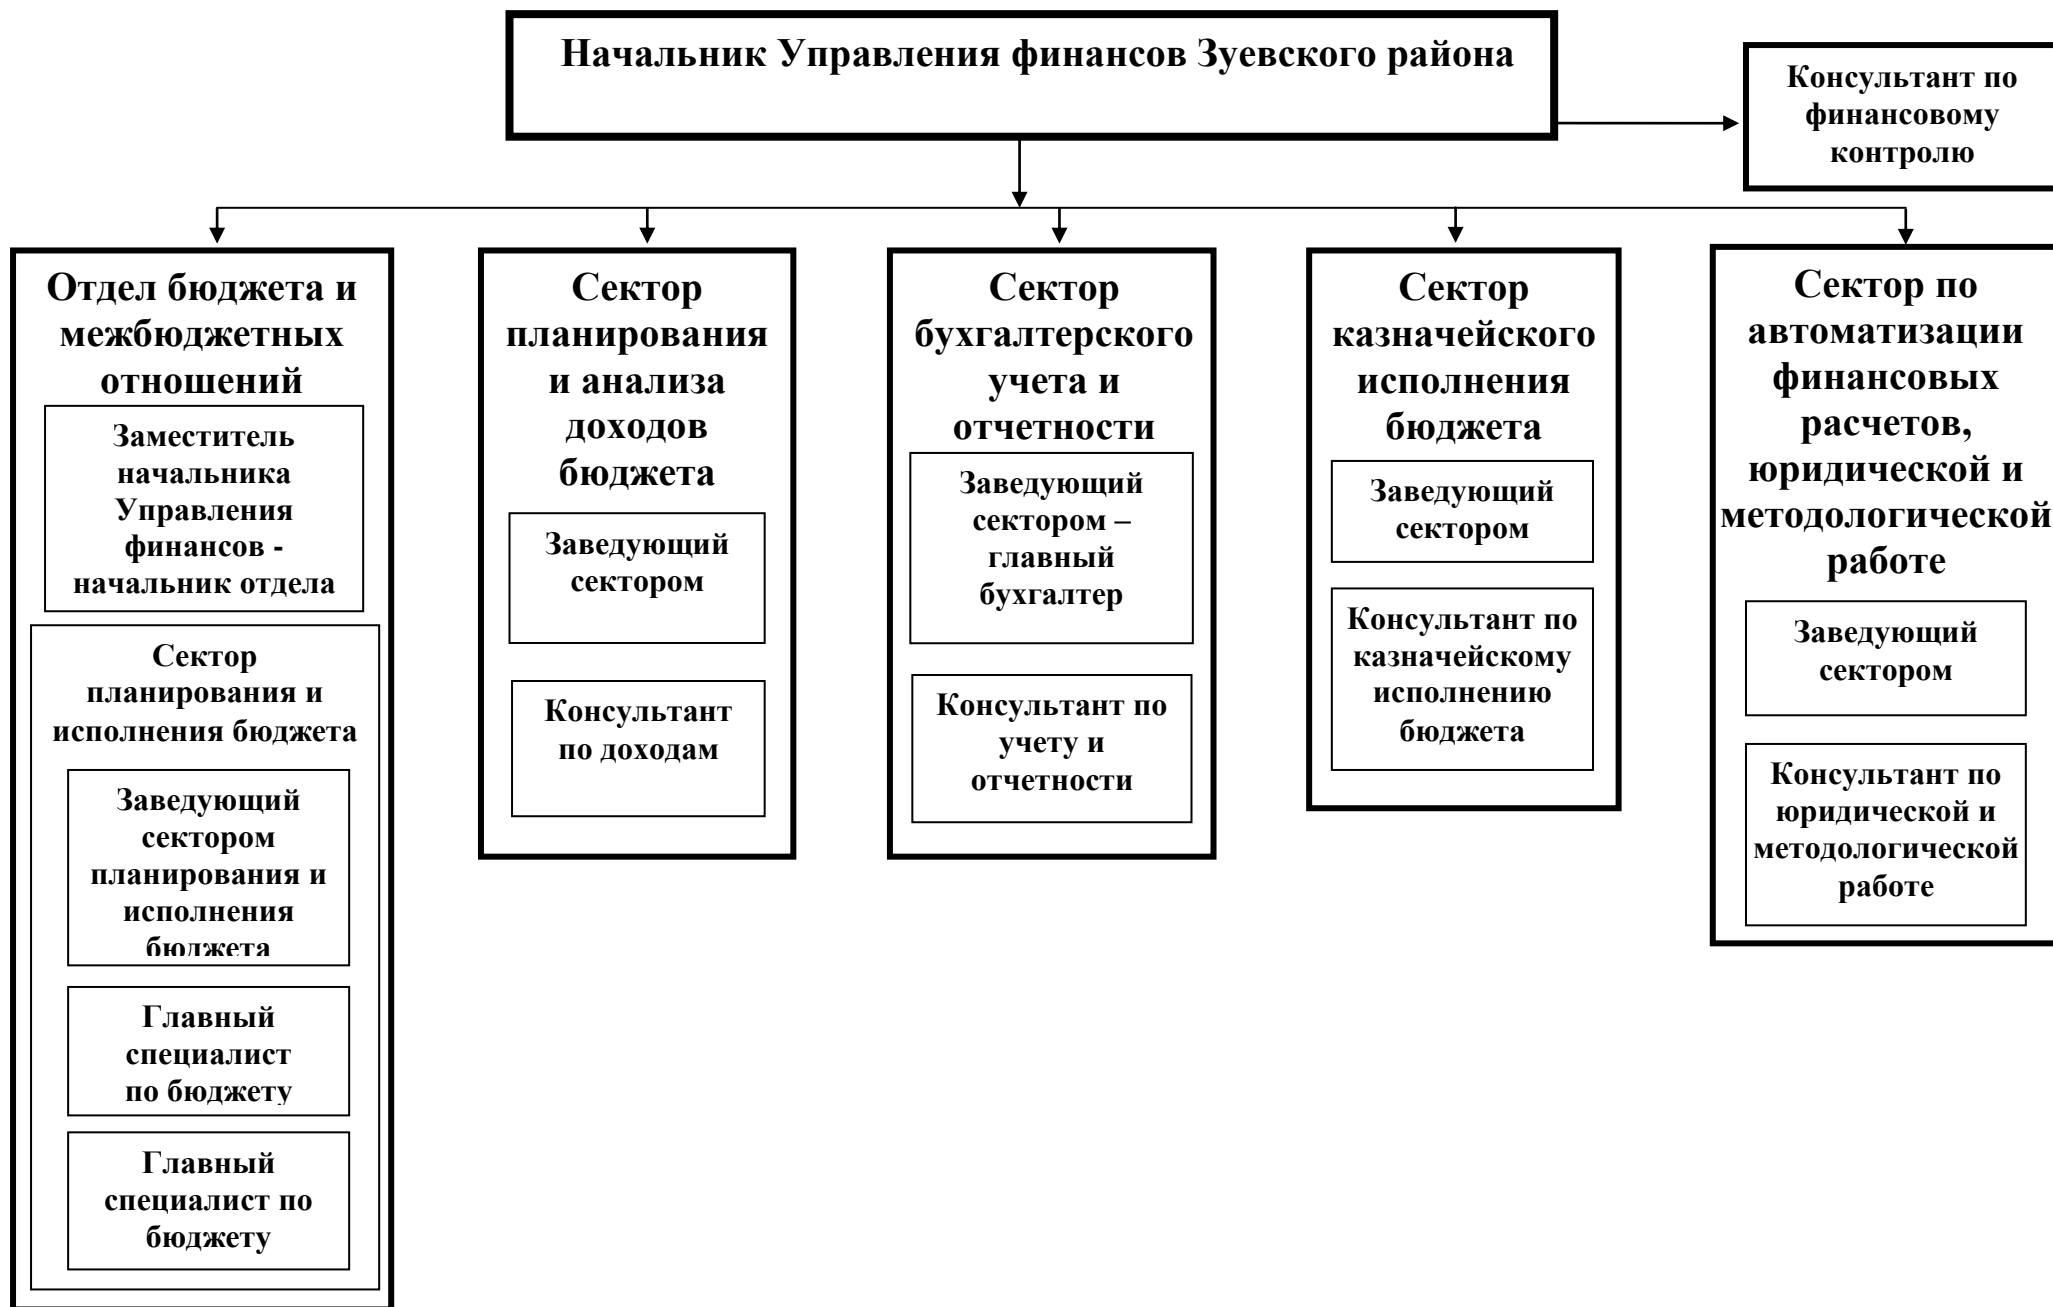 Начальник Управления финансов Зуевского района
Консультант по
финансовому
контролю
Отдел бюджета и
межбюджетных
отношений
Заместитель
начальника
Управления
финансов -
начальник отдела
Сектор
планирования и
исполнения бюджета
Заведующий
сектором
планирования и
исполнения
бюджета
Главный
специалист
по бюджету
Главный
специалист по
бюджету
Сектор
планирования
и анализа
доходов
бюджета
Заведующий
сектором
Консультант
по доходам
Сектор
бухгалтерского
учета и
отчетности
Заведующий
сектором –
главный
бухгалтер
Консультант по
учету и
отчетности
Сектор
казначейского
исполнения
бюджета
Заведующий
сектором
Консультант по
казначейскому
исполнению
бюджета
Сектор по
автоматизации
финансовых
расчетов,
юридической и
методологической
работе
Заведующий
сектором
Консультант по
юридической и
методологической
работе